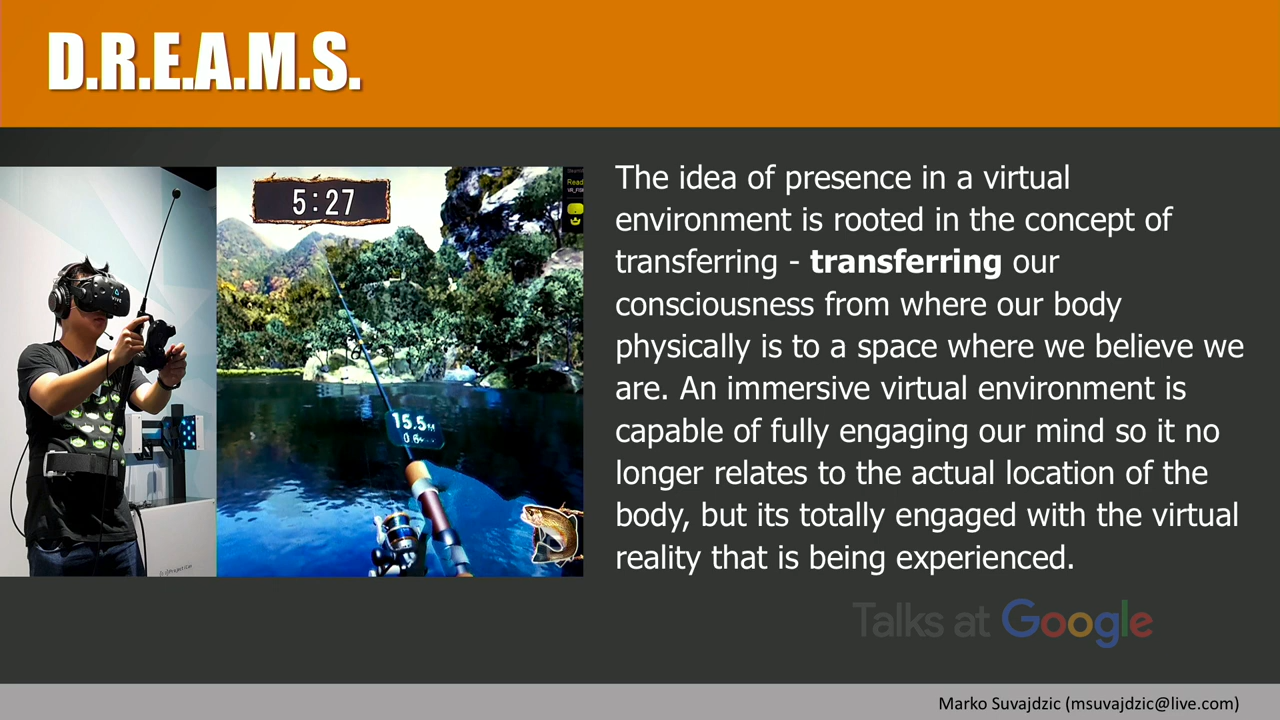 D.R.E.A.M.S.
5:27
15.5
VIVE
The idea of presence in a virtual
environment is rooted in the concept of
transferring - transferring our
consciousness from where our body
physically is to a space where we believe we
are. An immersive virtual environment is
capable of fully engaging our mind so it no
longer relates to the actual location of the
body, but its totally engaged with the virtual
reality that is being experienced.
Talks at Google
Marko Suvajdzic (msuvajdzic@live.com)